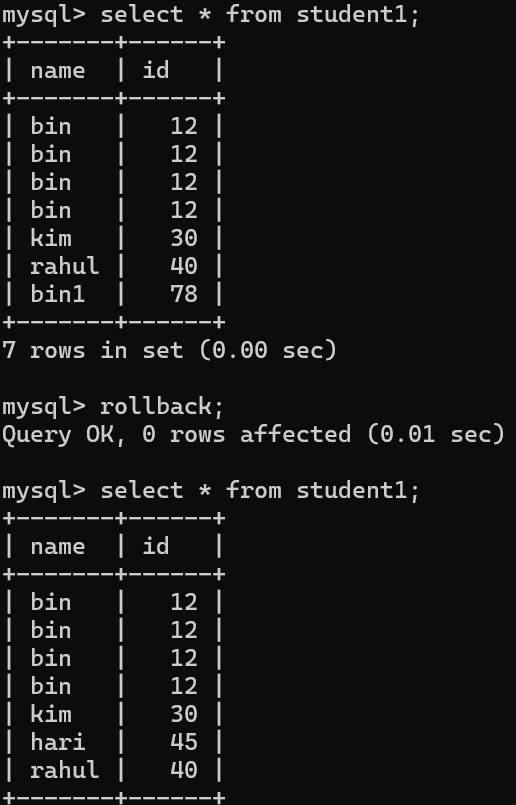 mysql> select * from student1;
+-------+------+
| name  | id   |
+-------+------+
| bin   |   12 |
| bin   |   12 |
| bin   |   12 |
| bin   |   12 |
| kim   |   30 |
| rahul |   40 |
| bin1  |   78 |
+-------+------+
7 rows in set (0.00 sec)

mysql> rollback;
Query OK, 0 rows affected (0.01 sec)

mysql> select * from student1;
+-------+------+
| name  | id   |
+-------+------+
| bin   |   12 |
| bin   |   12 |
| bin   |   12 |
| bin   |   12 |
| kim   |   30 |
| hari  |   45 |
| rahul |   40 |
+-------+------+